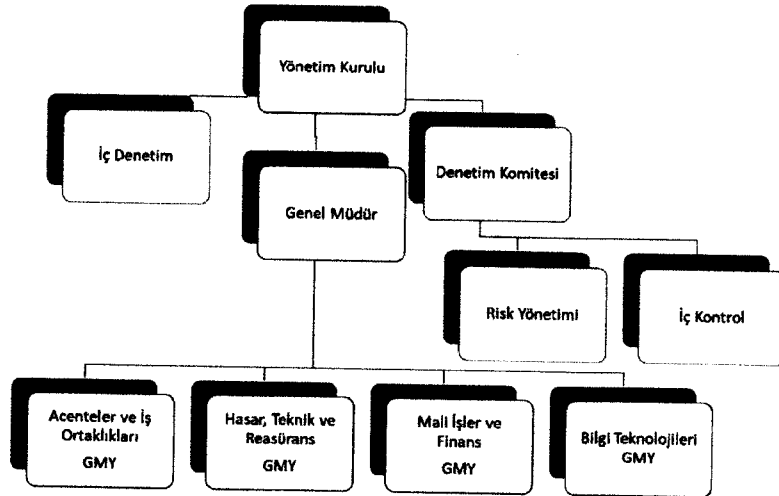 Yönetim Kurulu
İç Denetim
Genel Müdür
Denetim Komitesi
Risk Yönetimi
İç Kontrol
Acenteler ve İş
Ortaklıkları
GMY
Hasar, Teknik ve
Reasürans
GMY
Mali İşler ve
Finans
GMY
Bilgi Teknolojileri
GMY